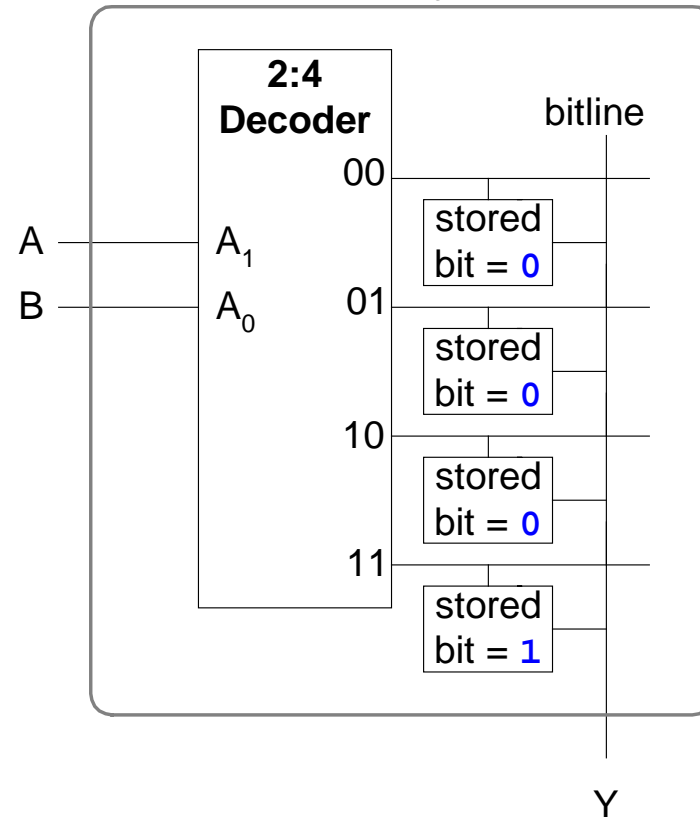 2:4
Decoder
bitline
00
stored
bit = 0
A
A1
B
A0
01
stored
bit = 0
10
stored
bit = 0
11
stored
bit = 1
Y